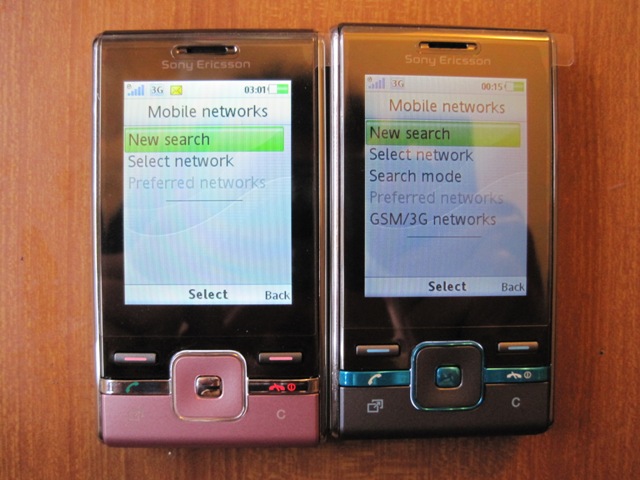 Sony Ericsson
3G 03:01
Mobile networks
New search
Select network
Preferred networks
Select Back
C
Sony Ericsson
3G 00:15
Mobile networks
New search
Select network
Search mode
Preferred networks
GSM/3G networks
Select Back
C